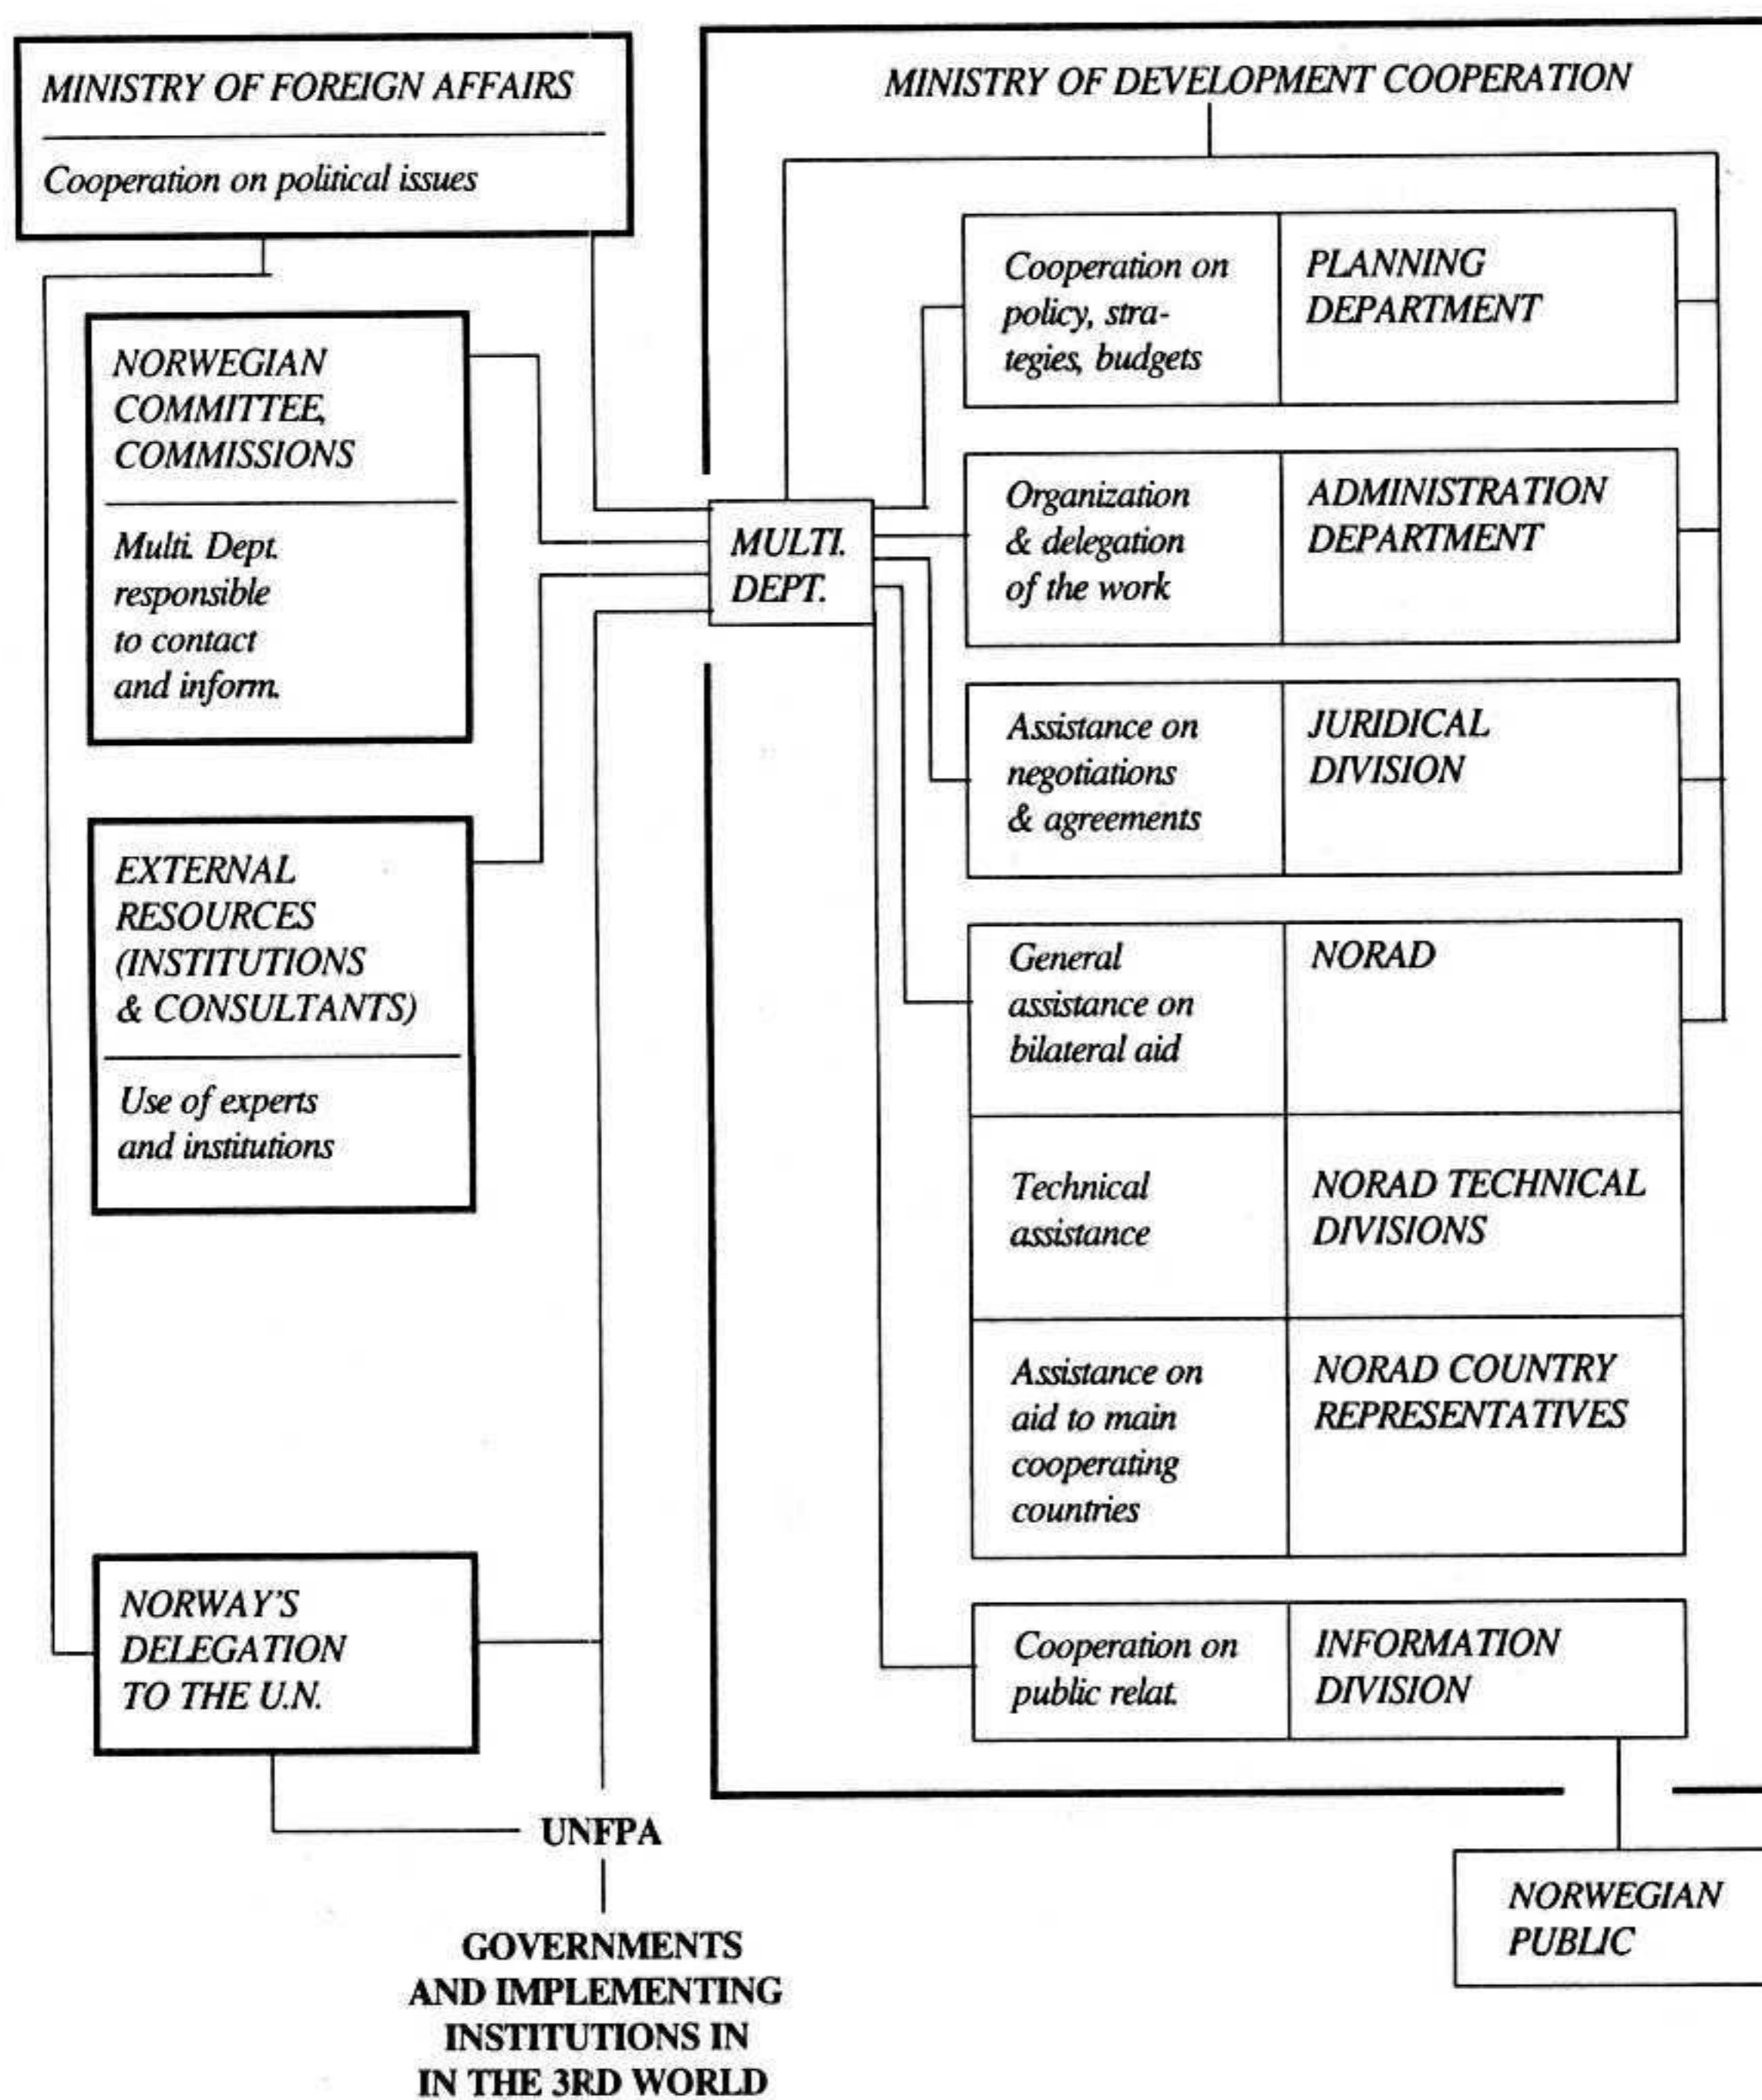 MINISTRY OF FOREIGN AFFAIRS
Cooperation on political issues
NORWEGIAN
COMMITTEE,
COMMISSIONS
Multi. Dept.
responsible
to contact
and inform.
EXTERNAL
RESOURCES
(INSTITUTIONS
& CONSULTANTS)
Use of experts
and institutions
NORWAY'S
DELEGATION
TO THE U.N.
UNFPA
GOVERNMENTS
AND IMPLEMENTING
INSTITUTIONS IN
IN THE 3RD WORLD
MINISTRY OF DEVELOPMENT COOPERATION
MULTI.
DEPT.
Cooperation on
policy, stra-
tegies, budgets
PLANNING
DEPARTMENT
Organization
& delegation
of the work
ADMINISTRATION
DEPARTMENT
Assistance on
negotiations
& agreements
JURIDICAL
DIVISION
General
assistance on
bilateral aid
NORAD
Technical
assistance
NORAD TECHNICAL
DIVISIONS
Assistance on
aid to main
cooperating
countries
NORAD COUNTRY
REPRESENTATIVES
Cooperation on
public relat.
INFORMATION
DIVISION
NORWEGIAN
PUBLIC